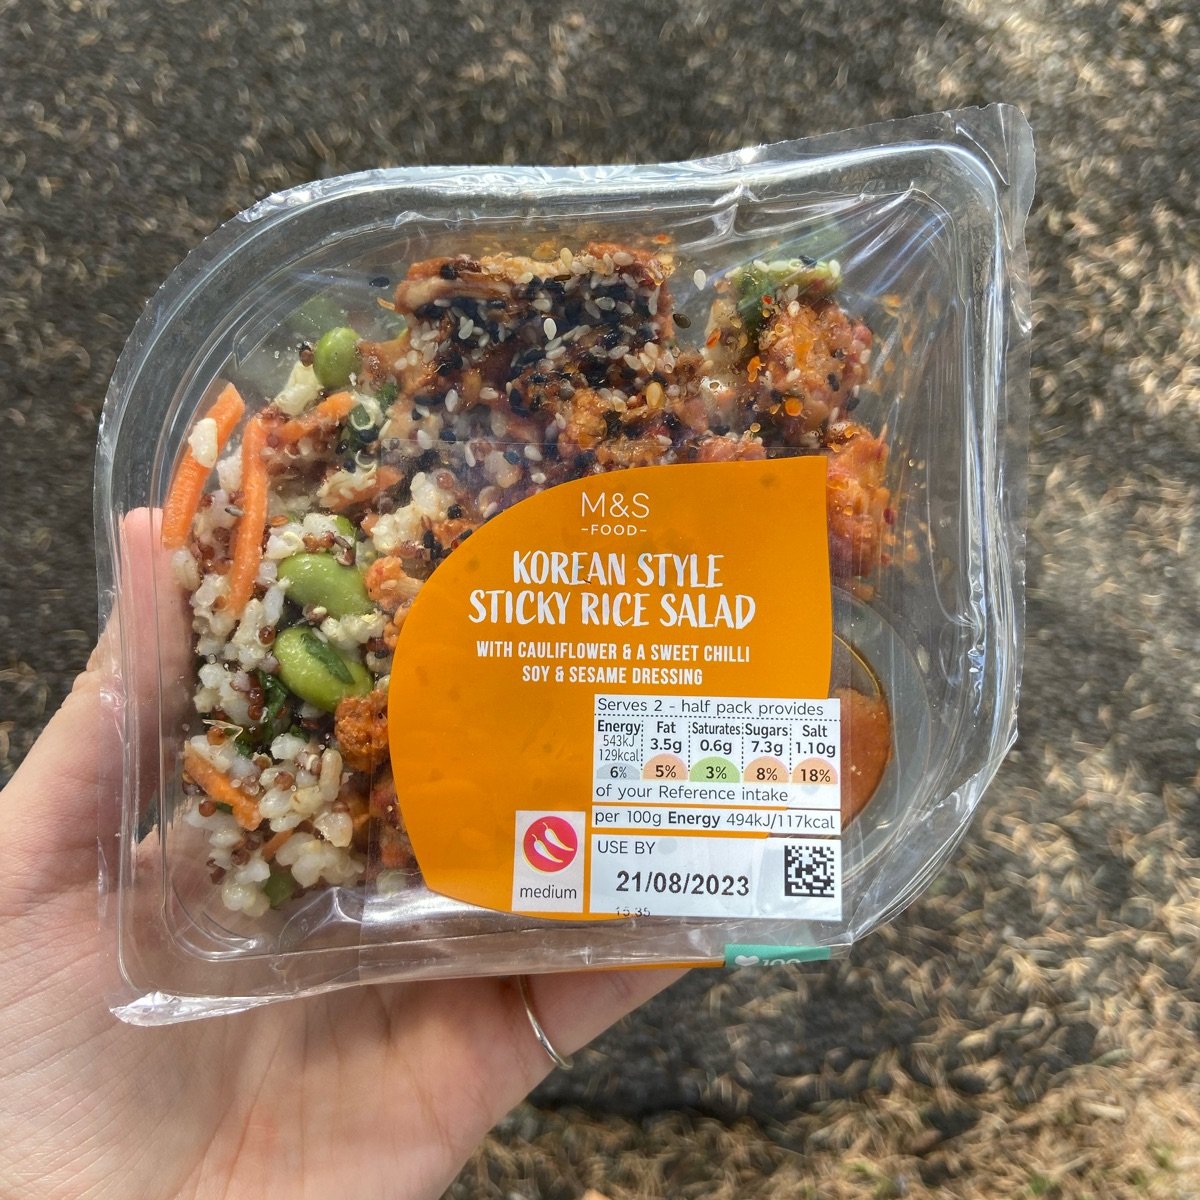 M&S
-FOOD-
KOREAN STYLE
STICKY RICE SALAD
WITH CAULIFLOWER & A SWEET CHILLI
SOY & SESAME DRESSING
Serves 2 - half pack provides
Energy Fat Saturates Sugars Salt
543kJ 3.5g 0.6g 7.3g 1.10g
129kcal
6% 5% 3% 8% 18%
of your Reference intake
per 100g Energy 494kJ/117kcal
medium
USE BY
21/08/2023
15 35